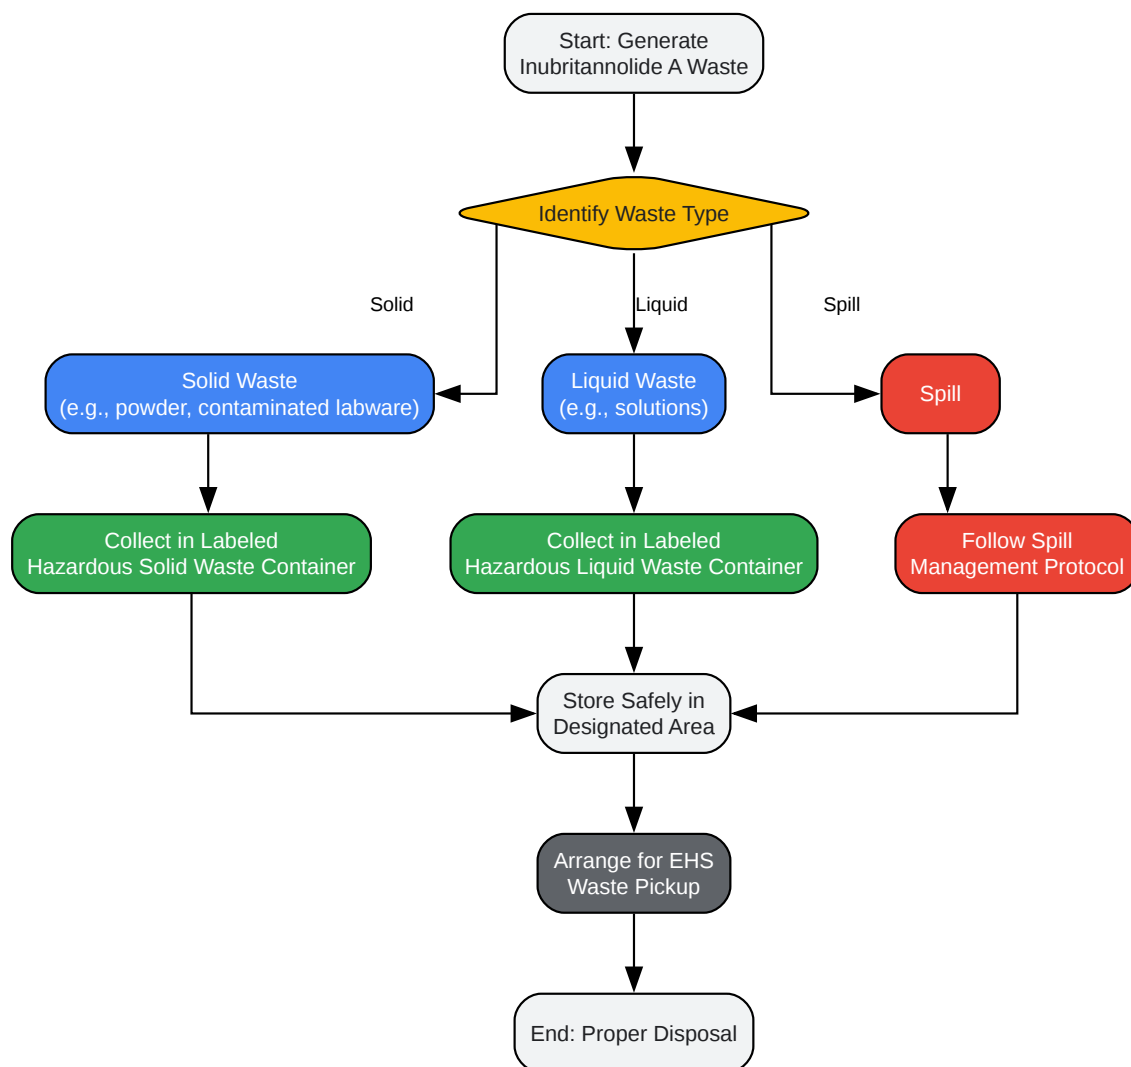 Start: Generate
Inubritannolide A Waste
Identify Waste Type
Solid
Liquid
Spill
Solid Waste
(e.g., powder, contaminated labware)
Liquid Waste
(e.g., solutions)
Spill
Collect in Labeled
Hazardous Solid Waste Container
Collect in Labeled
Hazardous Liquid Waste Container
Follow Spill
Management Protocol
Store Safely in
Designated Area
Arrange for EHS
Waste Pickup
End: Proper Disposal